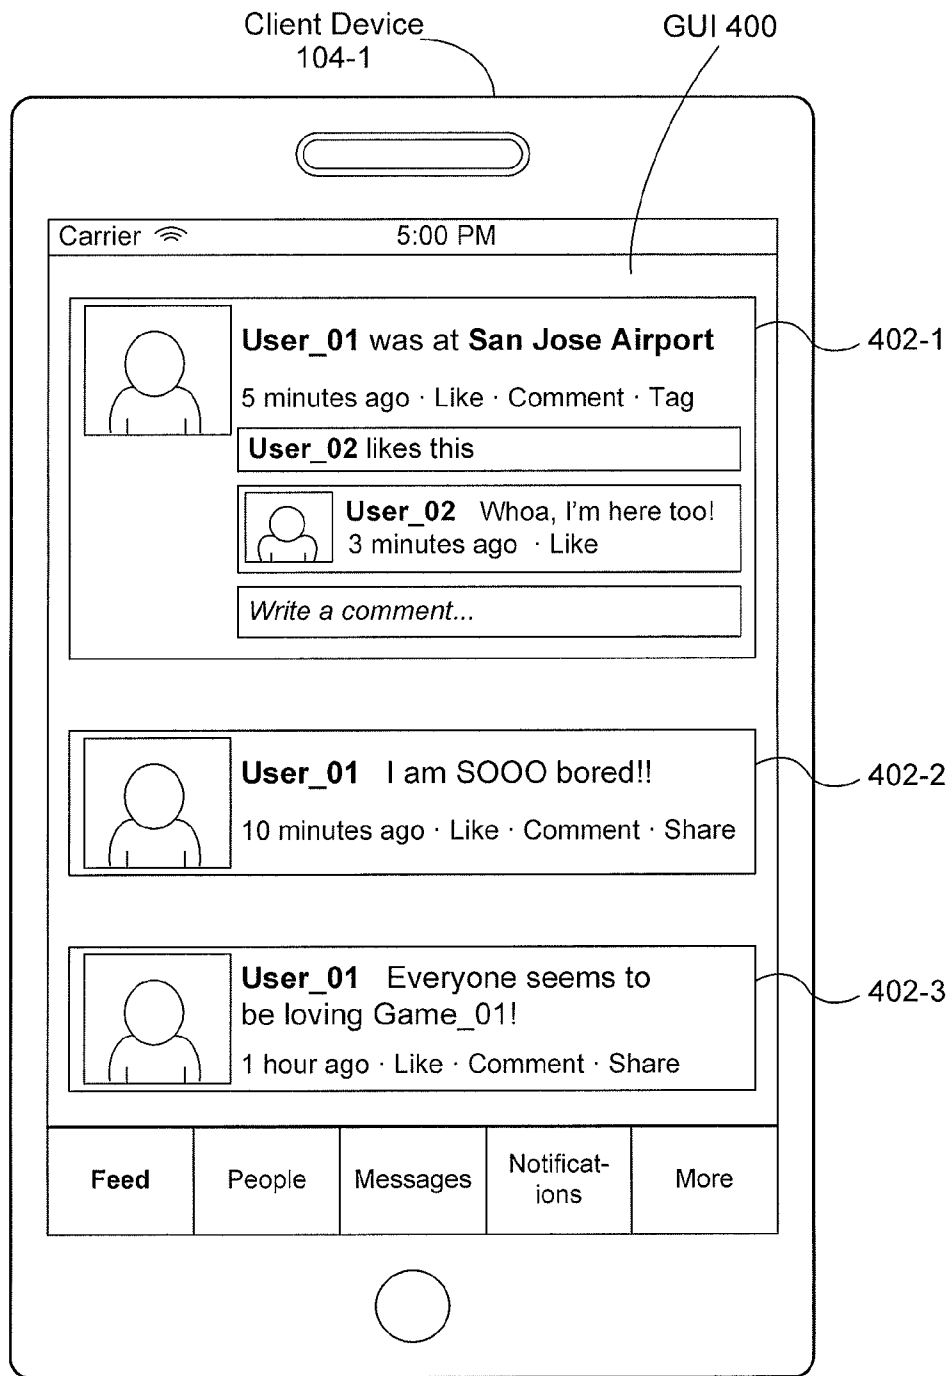 Client Device
104-1
GUI 400
Carrier 5:00 PM
User_01 was at San Jose Airport
402-1
5 minutes ago · Like · Comment · Tag
User_02 likes this
User_02 Whoa, I'm here too!
3 minutes ago · Like
Write a comment...
User_01 I am SOOO bored!!
402-2
10 minutes ago · Like · Comment · Share
User_01 Everyone seems to
402-3
be loving Game_01!
1 hour ago · Like · Comment · Share
Feed
People
Messages
Notificat-
ions
More